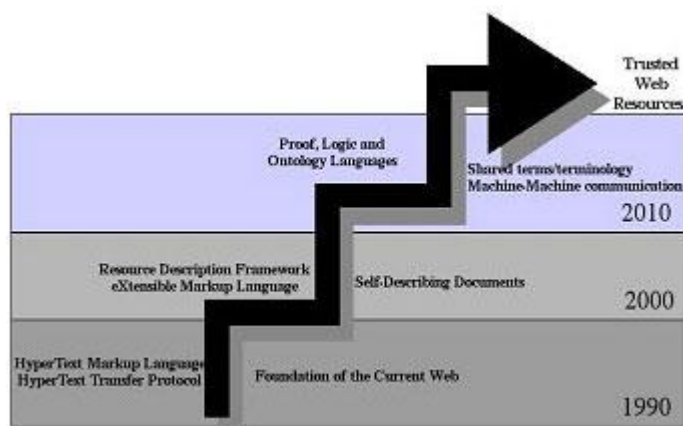 Trusted
Web
Resources
Proof, Logic and
Ontology Languages
Shared terms/terminology
Machine-Machine communication
2010
Resource Description Framework
eXtensible Markup Language
Self-Describing Documents
2000
HyperText Markup Language
HyperText Transfer Protocol
Foundation of the Current Web
1990